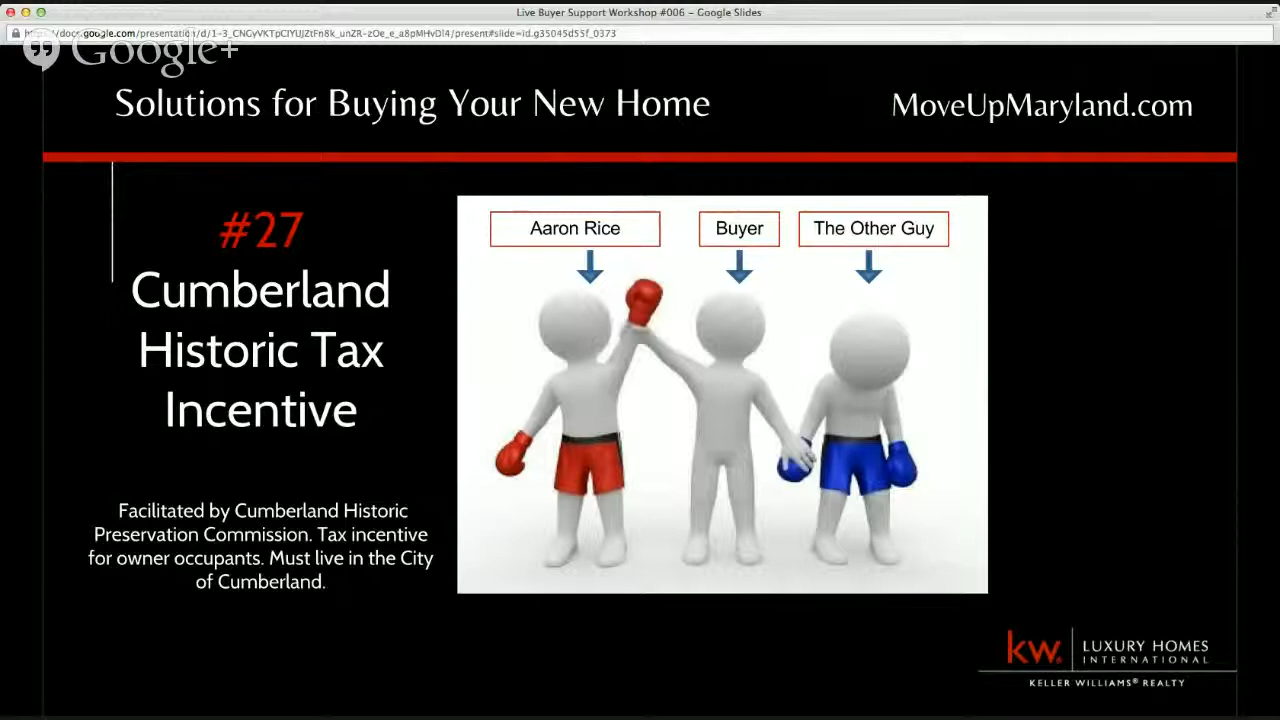 Live Buyer Support Workshop #006 – Google Slides
Google+
Solutions for Buying Your New Home
MoveUpMaryland.com
#27
Cumberland
Historic Tax
Incentive
Facilitated by Cumberland Historic
Preservation Commission. Tax incentive
for owner occupants. Must live in the City
of Cumberland.
Aaron Rice
Buyer
The Other Guy
kw
LUXURY HOMES
INTERNATIONAL
KELLER WILLIAMS® REALTY